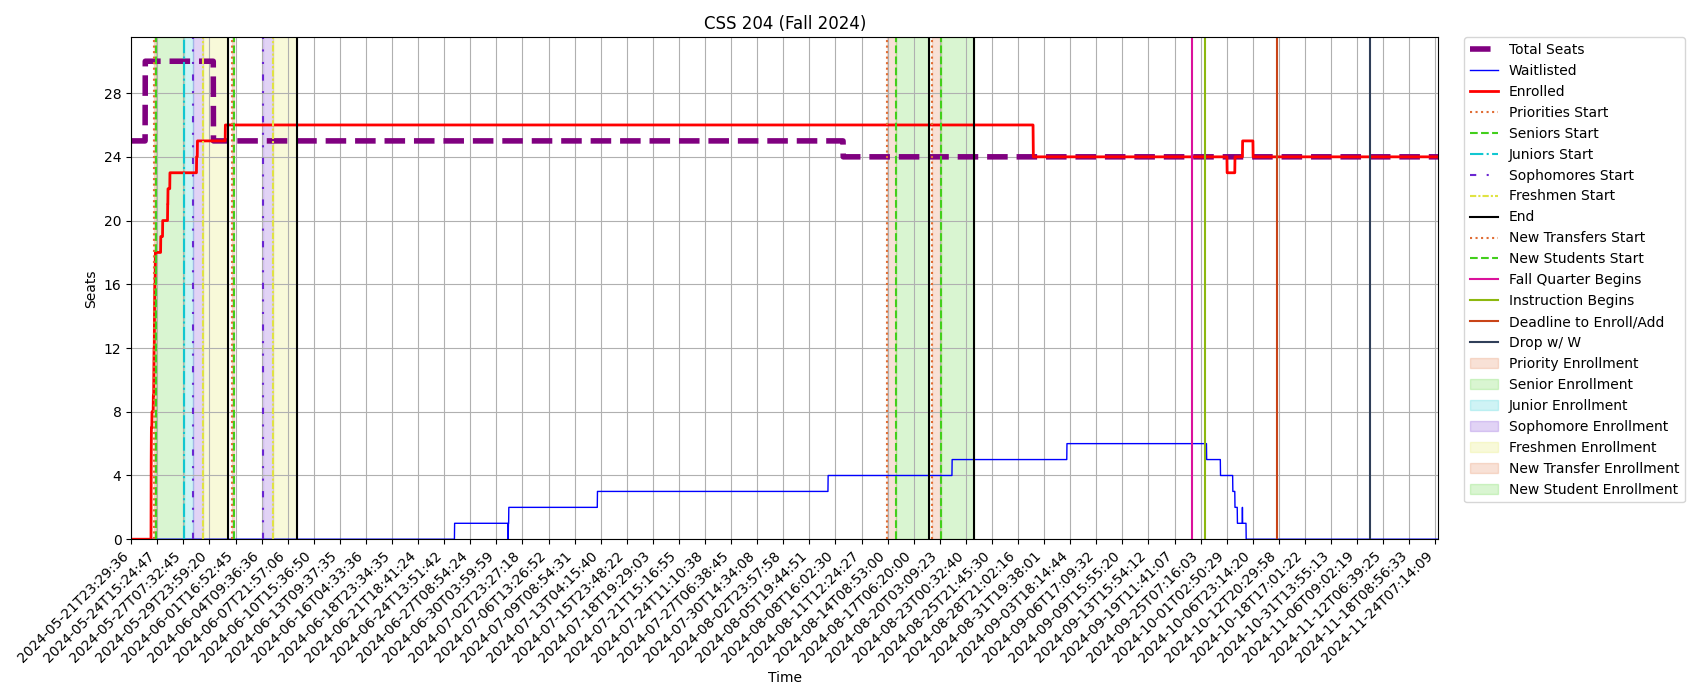 CSS 204 (Fall 2024)
Seats
28
24
20
16
12
8
4
0
2024-05-21T23:29:36
2024-05-24T15:24:47
2024-05-27T07:32:45
2024-05-29T23:59:20
2024-06-01T16:52:45
2024-06-04T09:36:36
2024-06-07T21:57:06
2024-06-10T15:36:50
2024-06-13T09:37:35
2024-06-16T04:33:36
2024-06-18T23:34:35
2024-06-21T18:41:24
2024-06-24T13:51:42
2024-06-27T08:54:24
2024-06-30T03:59:59
2024-07-02T23:27:18
2024-07-06T13:26:52
2024-07-09T08:54:31
2024-07-13T04:15:40
2024-07-15T23:48:22
2024-07-18T19:29:03
2024-07-21T15:16:55
2024-07-24T11:10:38
2024-07-27T06:38:45
2024-07-30T14:34:08
2024-08-02T23:57:58
2024-08-05T19:44:51
2024-08-08T16:02:30
2024-08-11T12:24:27
2024-08-14T08:53:00
2024-08-17T06:20:00
2024-08-20T03:09:23
2024-08-23T00:32:40
2024-08-25T21:45:30
2024-08-28T21:02:16
2024-08-31T19:38:01
2024-09-03T18:14:44
2024-09-06T17:09:32
2024-09-09T15:55:20
2024-09-13T15:54:12
2024-09-19T11:41:07
2024-09-25T07:16:03
2024-10-01T02:50:29
2024-10-06T23:14:20
2024-10-12T20:29:58
2024-10-18T17:01:22
2024-10-31T13:55:13
2024-11-06T09:02:19
2024-11-12T06:39:25
2024-11-18T08:56:33
2024-11-24T07:14:09
Time
Total Seats
Waitlisted
Enrolled
Priorities Start
Seniors Start
Juniors Start
Sophomores Start
Freshmen Start
End
New Transfers Start
New Students Start
Fall Quarter Begins
Instruction Begins
Deadline to Enroll/Add
Drop w/ W
Priority Enrollment
Senior Enrollment
Junior Enrollment
Sophomore Enrollment
Freshmen Enrollment
New Transfer Enrollment
New Student Enrollment